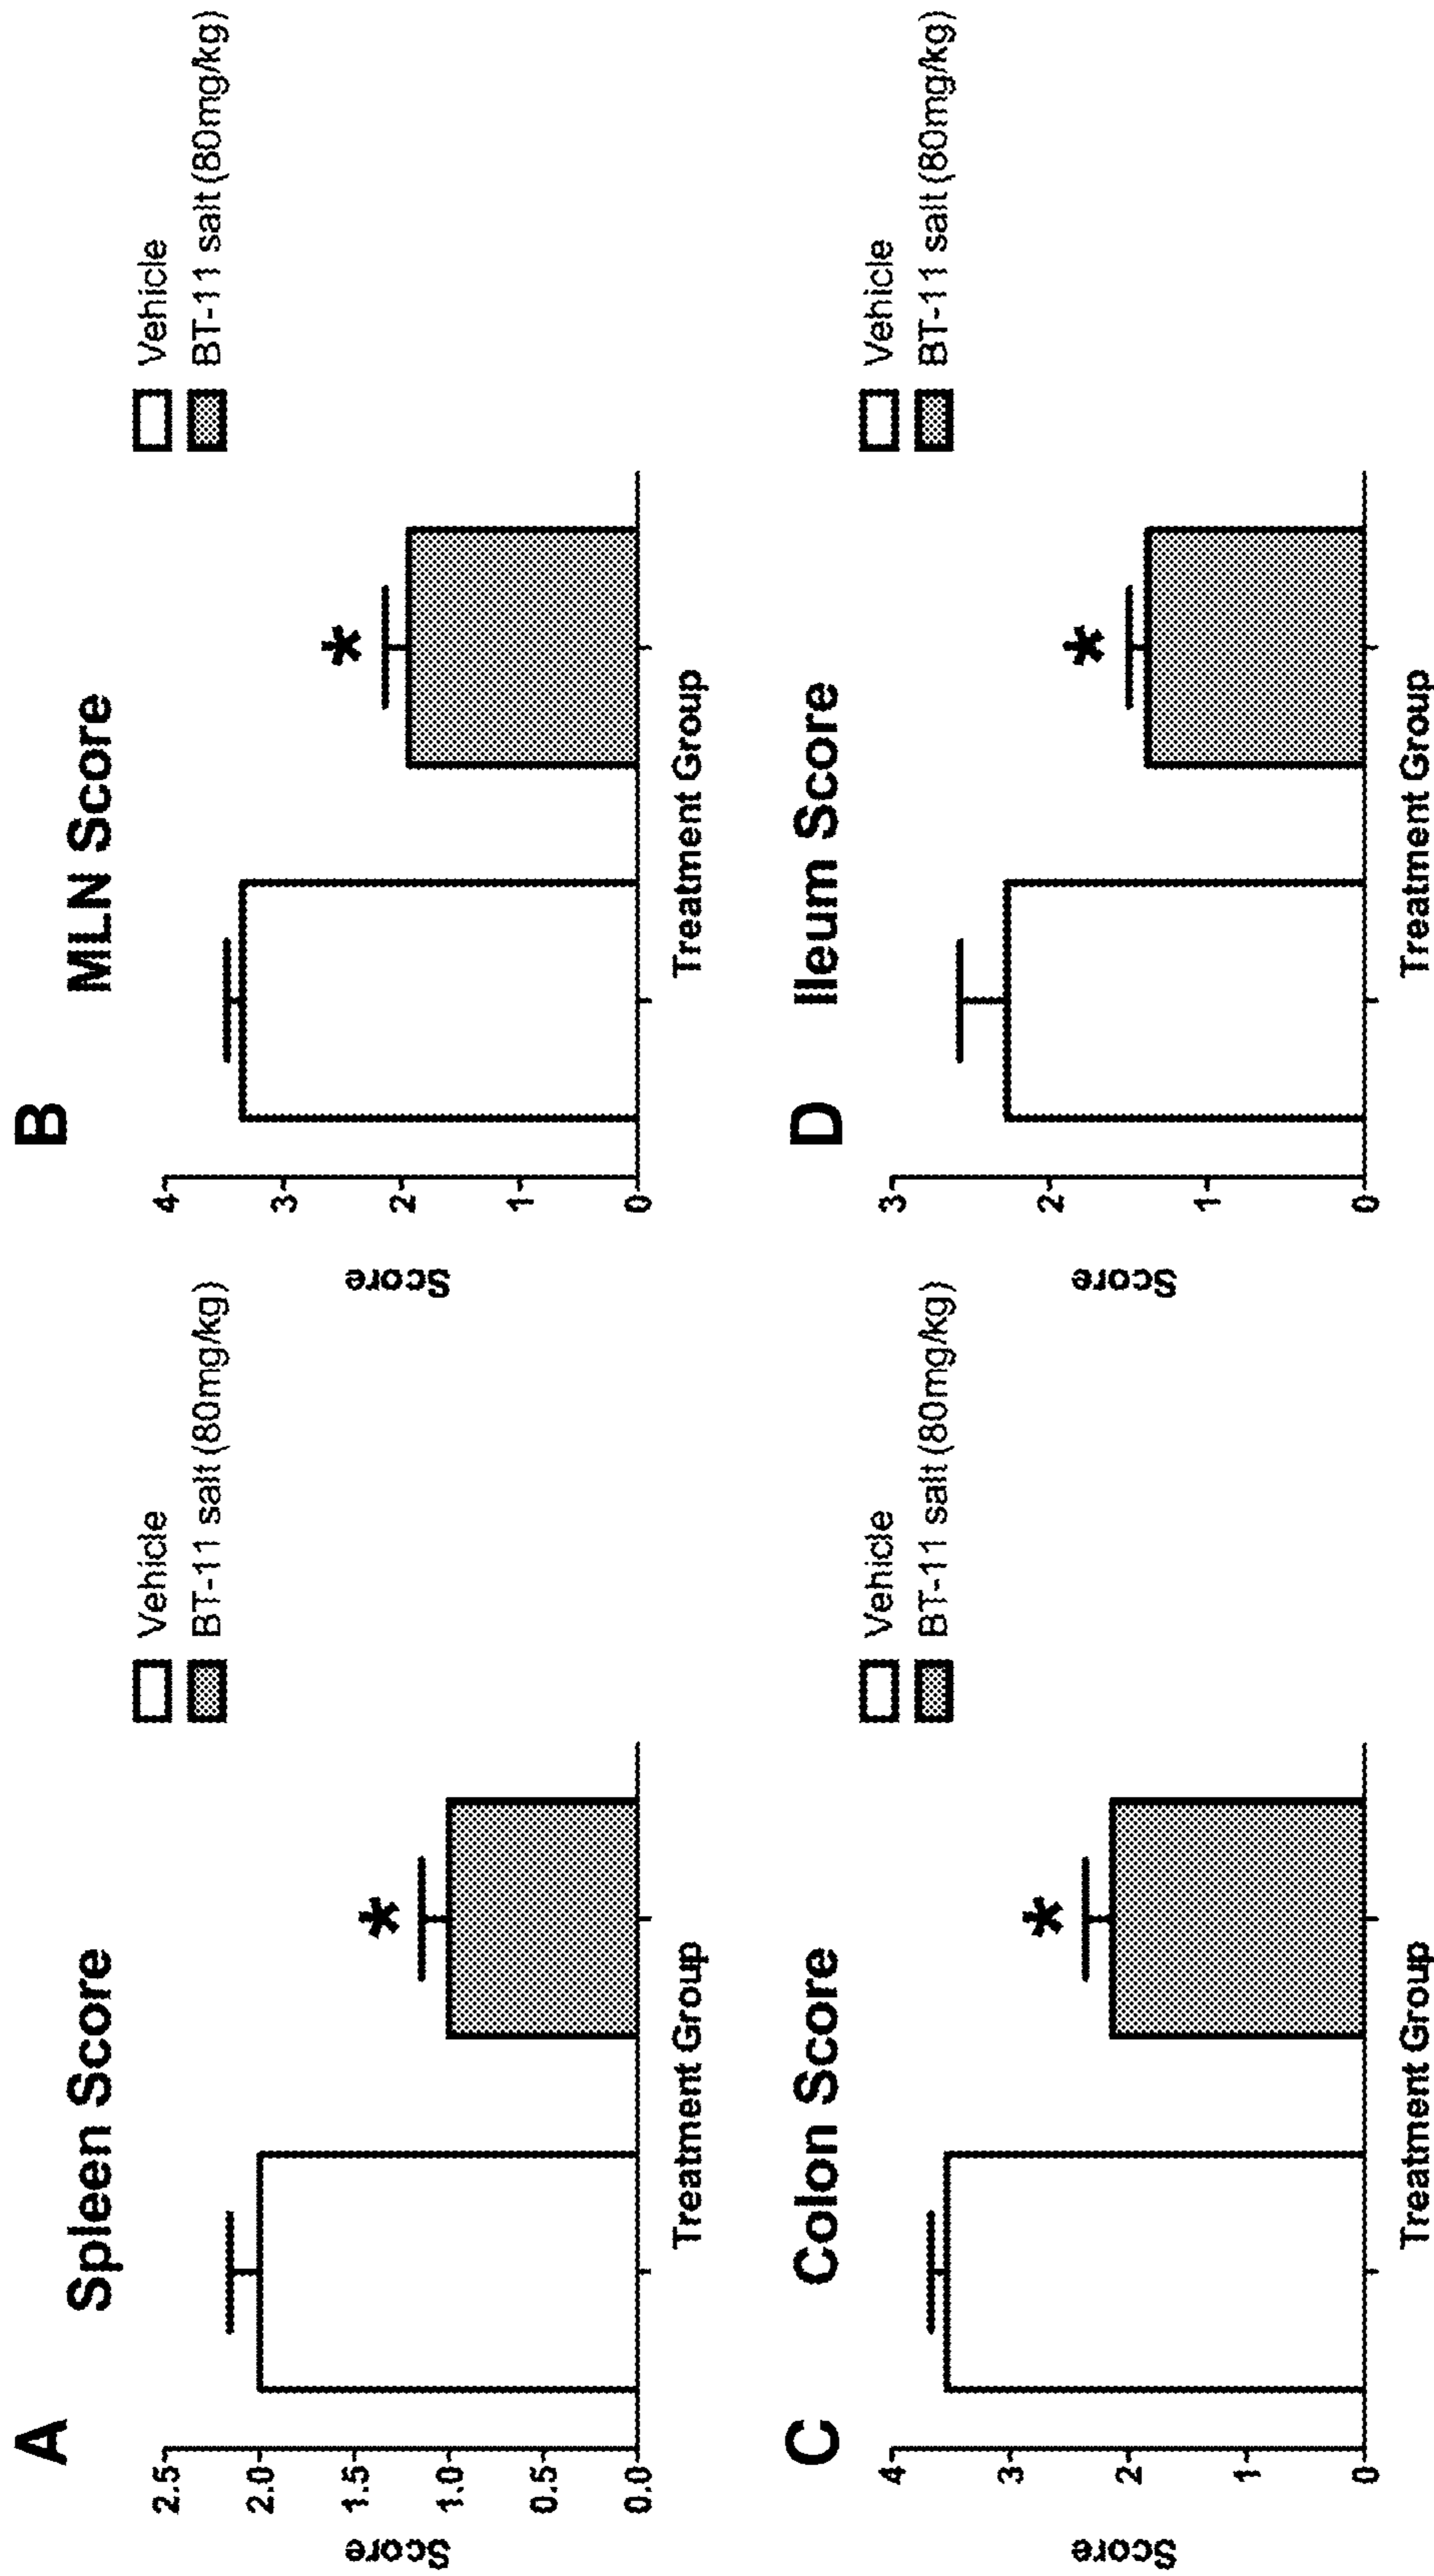 A
Spleen Score
Vehicle
BT-11 salt (80mg/kg)
Score
2.5
2.0
1.5
1.0
0.5
0.0
*
Treatment Group
B
MLN Score
Vehicle
BT-11 salt (80mg/kg)
Score
4
3
2
1
0
*
Treatment Group
C
Colon Score
Vehicle
BT-11 salt (80mg/kg)
Score
4
3
2
1
0
*
Treatment Group
D
Ileum Score
Vehicle
BT-11 salt (80mg/kg)
Score
3
2
1
0
*
Treatment Group